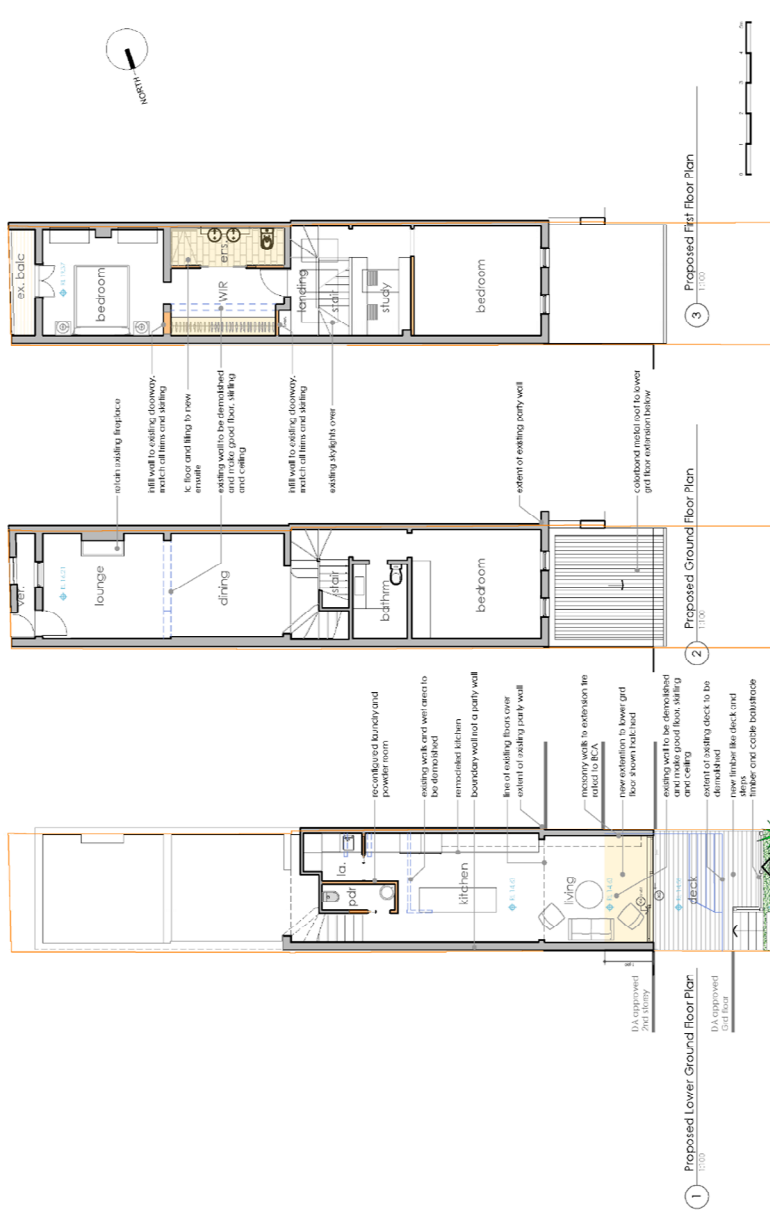 NORTH
ex. balc
bedroom
WIR
ens.
landing
stair
study
bedroom
infill wall to existing doorway,
match all trims and skirting
fc floor and tiling to new
ensuite
existing wall to be demolished
and make good floor, skirting
and ceiling
infill wall to existing doorway,
match all trims and skirting
existing skylights over
3
Proposed First Floor Plan
1:100
ver.
lounge
dining
stair
bathrm
bedroom
retain existing fireplace
extent of existing party wall
colorbond metal roof to lower
grd floor extension below
2
Proposed Ground Floor Plan
1:100
la.
pdr
kitchen
living
deck
reconfigured laundry and
powder room
existing walls and wet area to
be demolished
remodeled kitchen
boundary wall not a party wall
line of existing floors over
extent of existing party wall
masonry walls to extension fire
rated to BCA
new extention to lower grd
floor shown hatched
existing wall to be demolished
and make good floor, skirting
and ceiling
extent of existing deck to be
demolished
new timber like deck and
steps
timber and cable balustrade
DA approved
2nd storey
DA approved
Grd floor
1
Proposed Lower Ground Floor Plan
1:100